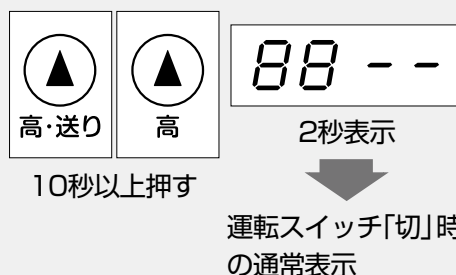 高・送り
高
10秒以上押す
88 - -
2秒表示
運転スイッチ「切」時
の通常表示